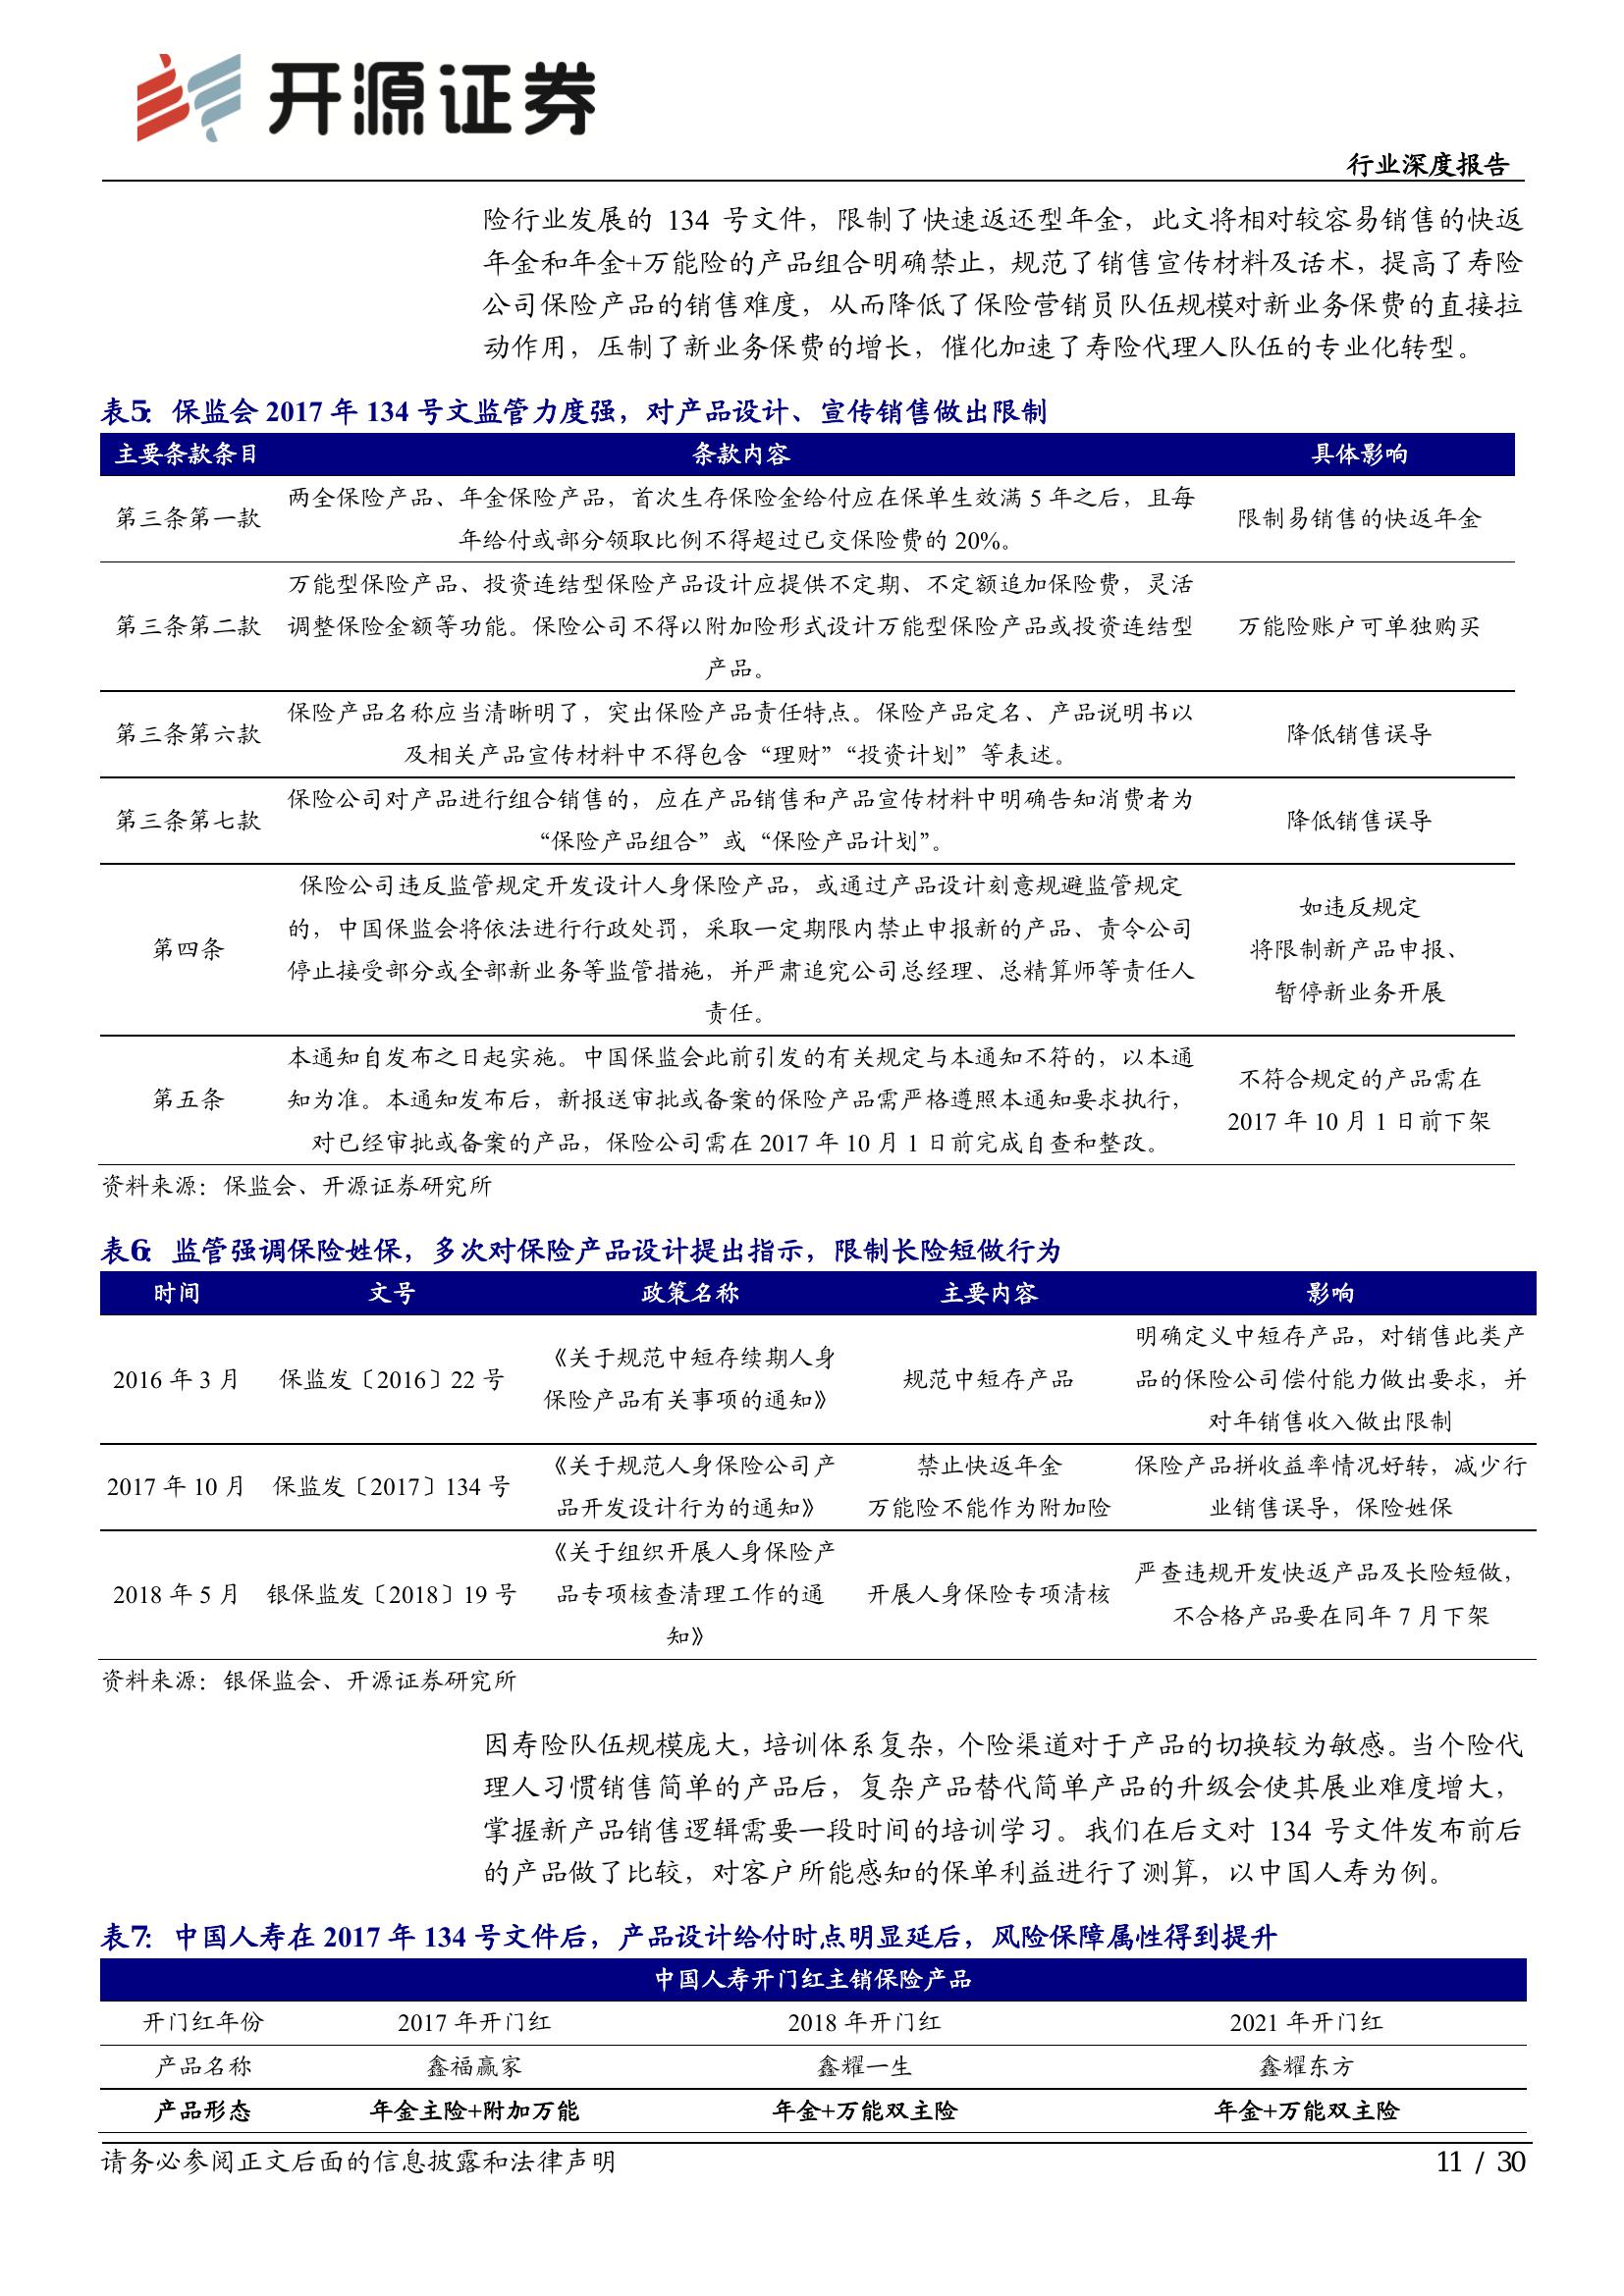 开源证券
行业深度报告
险行业发展的 134 号文件，限制了快速返还型年金，此文将相对较容易销售的快返
年金和年金+万能险的产品组合明确禁止，规范了销售宣传材料及话术，提高了寿险
公司保险产品的销售难度，从而降低了保险营销员队伍规模对新业务保费的直接拉
动作用，压制了新业务保费的增长，催化加速了寿险代理人队伍的专业化转型。
表5：保监会 2017 年 134 号文监管力度强，对产品设计、宣传销售做出限制
主要条款条目 条款内容 具体影响
两全保险产品、年金保险产品，首次生存保险金给付应在保单生效满 5 年之后，且每
第三条第一款 限制易销售的快返年金
年给付或部分领取比例不得超过已交保险费的 20%。
万能型保险产品、投资连结型保险产品设计应提供不定期、不定额追加保险费，灵活
第三条第二款 调整保险金额等功能。保险公司不得以附加险形式设计万能型保险产品或投资连结型 万能险账户可单独购买
产品。
保险产品名称应当清晰明了，突出保险产品责任特点。保险产品定名、产品说明书以
第三条第六款 降低销售误导
及相关产品宣传材料中不得包含“理财”“投资计划”等表述。
保险公司对产品进行组合销售的，应在产品销售和产品宣传材料中明确告知消费者为
第三条第七款 降低销售误导
“保险产品组合”或“保险产品计划”。
保险公司违反监管规定开发设计人身保险产品，或通过产品设计刻意规避监管规定
如违反规定
的，中国保监会将依法进行行政处罚，采取一定期限内禁止申报新的产品、责令公司
第四条 将限制新产品申报、
停止接受部分或全部新业务等监管措施，并严肃追究公司总经理、总精算师等责任人
暂停新业务开展
责任。
本通知自发布之日起实施。中国保监会此前引发的有关规定与本通知不符的，以本通
不符合规定的产品需在
第五条 知为准。本通知发布后，新报送审批或备案的保险产品需严格遵照本通知要求执行，
2017 年 10 月 1 日前下架
对已经审批或备案的产品，保险公司需在 2017 年 10 月 1 日前完成自查和整改。
资料来源：保监会、开源证券研究所
表6：监管强调保险姓保，多次对保险产品设计提出指示，限制长险短做行为
时间 文号 政策名称 主要内容 影响
明确定义中短存产品，对销售此类产
《关于规范中短存续期人身
2016 年 3 月 保监发〔2016〕22 号 规范中短存产品 品的保险公司偿付能力做出要求，并
保险产品有关事项的通知》
对年销售收入做出限制
《关于规范人身保险公司产 禁止快返年金 保险产品拼收益率情况好转，减少行
2017 年 10 月 保监发〔2017〕134 号
品开发设计行为的通知》 万能险不能作为附加险 业销售误导，保险姓保
《关于组织开展人身保险产
严查违规开发快返产品及长险短做，
2018 年 5 月 银保监发〔2018〕19 号 品专项核查清理工作的通 开展人身保险专项清核
不合格产品要在同年 7 月下架
知》
资料来源：银保监会、开源证券研究所
因寿险队伍规模庞大，培训体系复杂，个险渠道对于产品的切换较为敏感。当个险代
理人习惯销售简单的产品后，复杂产品替代简单产品的升级会使其展业难度增大，
掌握新产品销售逻辑需要一段时间的培训学习。我们在后文对 134 号文件发布前后
的产品做了比较，对客户所能感知的保单利益进行了测算，以中国人寿为例。
表7：中国人寿在 2017 年 134 号文件后，产品设计给付时点明显延后，风险保障属性得到提升
中国人寿开门红主销保险产品
开门红年份 2017 年开门红 2018 年开门红 2021 年开门红
产品名称 鑫福赢家 鑫耀一生 鑫耀东方
产品形态 年金主险+附加万能 年金+万能双主险 年金+万能双主险
请务必参阅正文后面的信息披露和法律声明 11 / 30